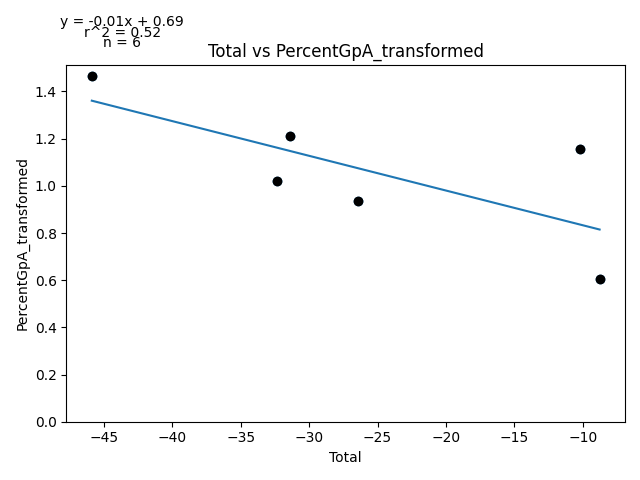 y = -0.01x + 0.69
r^2 = 0.52
n = 6
Total vs PercentGpA_transformed
PercentGpA_transformed
1.4
1.2
1.0
0.8
0.6
0.4
0.2
0.0
−45 −40 −35 −30 −25 −20 −15 −10
Total